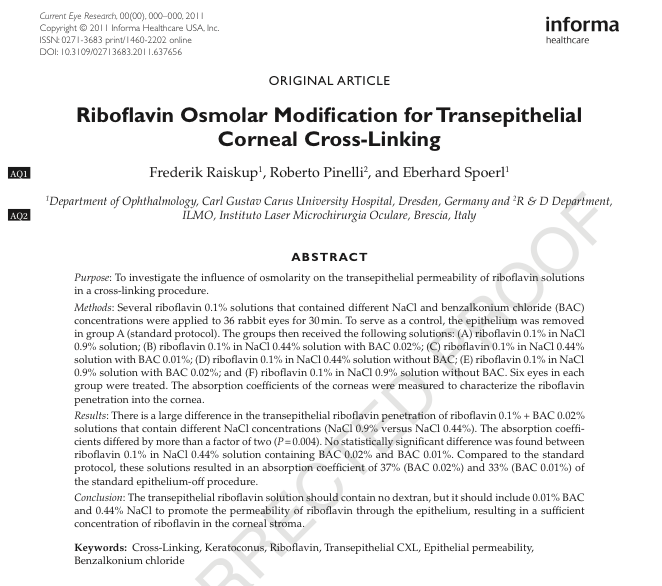 Current Eye Research, 00(00), 000–000, 2011
Copyright © 2011 Informa Healthcare USA, Inc.
ISSN: 0271-3683 print/1460-2202 online
DOI: 10.3109/02713683.2011.637656
informa
healthcare
ORIGINAL ARTICLE
Riboflavin Osmolar Modification for Transepithelial
Corneal Cross-Linking
AQ1
Frederik Raiskup1, Roberto Pinelli2, and Eberhard Spoerl1
1Department of Ophthalmology, Carl Gustav Carus University Hospital, Dresden, Germany and 2R & D Department,
AQ2
ILMO, Instituto Laser Microchirurgia Oculare, Brescia, Italy
ABSTRACT
Purpose: To investigate the influence of osmolarity on the transepithelial permeability of riboflavin solutions
in a cross-linking procedure.
Methods: Several riboflavin 0.1% solutions that contained different NaCl and benzalkonium chloride (BAC)
concentrations were applied to 36 rabbit eyes for 30 min. To serve as a control, the epithelium was removed
in group A (standard protocol). The groups then received the following solutions: (A) riboflavin 0.1% in NaCl
0.9% solution; (B) riboflavin 0.1% in NaCl 0.44% solution with BAC 0.02%; (C) riboflavin 0.1% in NaCl 0.44%
solution with BAC 0.01%; (D) riboflavin 0.1% in NaCl 0.44% solution without BAC; (E) riboflavin 0.1% in NaCl
0.9% solution with BAC 0.02%; and (F) riboflavin 0.1% in NaCl 0.9% solution without BAC. Six eyes in each
group were treated. The absorption coefficients of the corneas were measured to characterize the riboflavin
penetration into the cornea.
Results: There is a large difference in the transepithelial riboflavin penetration of riboflavin 0.1% + BAC 0.02%
solutions that contain different NaCl concentrations (NaCl 0.9% versus NaCl 0.44%). The absorption coeffi-
cients differed by more than a factor of two (P = 0.004). No statistically significant difference was found between
riboflavin 0.1% in NaCl 0.44% solution containing BAC 0.02% and BAC 0.01%. Compared to the standard
protocol, these solutions resulted in an absorption coefficient of 37% (BAC 0.02%) and 33% (BAC 0.01%) of
the standard epithelium-off procedure.
Conclusion: The transepithelial riboflavin solution should contain no dextran, but it should include 0.01% BAC
and 0.44% NaCl to promote the permeability of riboflavin through the epithelium, resulting in a sufficient
concentration of riboflavin in the corneal stroma.
Keywords: Cross-Linking, Keratoconus, Riboflavin, Transepithelial CXL, Epithelial permeability,
Benzalkonium chloride
RRECTED PROOF